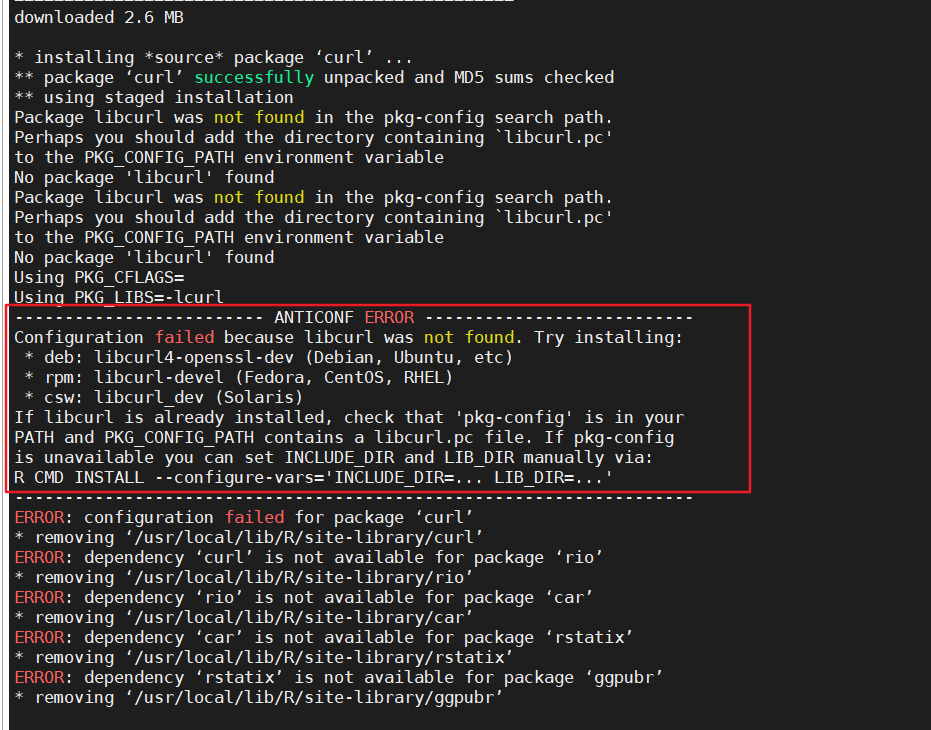 downloaded 2.6 MB
* installing *source* package ‘curl’ ...
** package ‘curl’ successfully unpacked and MD5 sums checked
** using staged installation
Package libcurl was not found in the pkg-config search path.
Perhaps you should add the directory containing `libcurl.pc'
to the PKG_CONFIG_PATH environment variable
No package 'libcurl' found
Package libcurl was not found in the pkg-config search path.
Perhaps you should add the directory containing `libcurl.pc'
to the PKG_CONFIG_PATH environment variable
No package 'libcurl' found
Using PKG_CFLAGS=
Using PKG_LIBS=-lcurl
------------------------- ANTICONF ERROR ---------------------------
Configuration failed because libcurl was not found. Try installing:
 * deb: libcurl4-openssl-dev (Debian, Ubuntu, etc)
 * rpm: libcurl-devel (Fedora, CentOS, RHEL)
 * csw: libcurl_dev (Solaris)
If libcurl is already installed, check that 'pkg-config' is in your
PATH and PKG_CONFIG_PATH contains a libcurl.pc file. If pkg-config
is unavailable you can set INCLUDE_DIR and LIB_DIR manually via:
R CMD INSTALL --configure-vars='INCLUDE_DIR=... LIB_DIR=...'
--------------------------------------------------------------------
ERROR: configuration failed for package ‘curl’
* removing ‘/usr/local/lib/R/site-library/curl’
ERROR: dependency ‘curl’ is not available for package ‘rio’
* removing ‘/usr/local/lib/R/site-library/rio’
ERROR: dependency ‘rio’ is not available for package ‘car’
* removing ‘/usr/local/lib/R/site-library/car’
ERROR: dependency ‘car’ is not available for package ‘rstatix’
* removing ‘/usr/local/lib/R/site-library/rstatix’
ERROR: dependency ‘rstatix’ is not available for package ‘ggpubr’
* removing ‘/usr/local/lib/R/site-library/ggpubr’